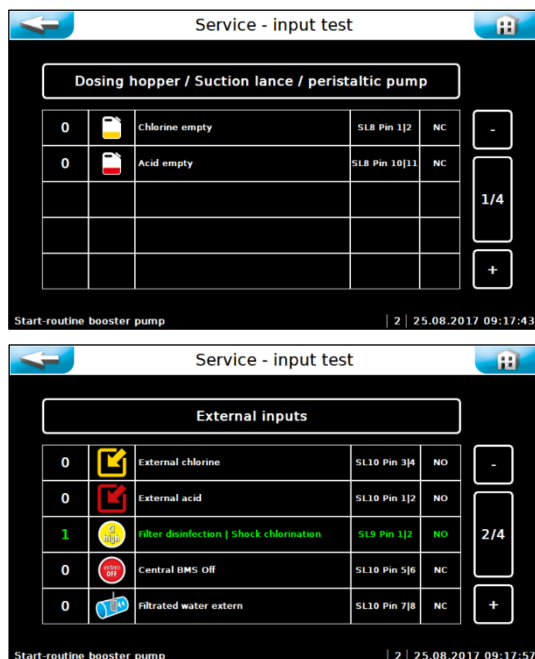 Service - input test
Dosing hopper / Suction lance / peristaltic pump
0 Chlorine empty SL8 Pin 1|2 NC -
0 Acid empty SL8 Pin 10|11 NC
1/4
+
Start-routine booster pump | 2 | 25.08.2017 09:17:43
Service - input test
External inputs
0 External chlorine SL10 Pin 3|4 NO -
0 External acid SL10 Pin 1|2 NO
1 Cl high Filter disinfection | Shock chlorination SL9 Pin 1|2 NO 2/4
0 extern OFF Central BMS Off SL10 Pin 5|6 NC
0 Filtrated water extern SL10 Pin 7|8 NC +
Start-routine booster pump | 2 | 25.08.2017 09:17:57